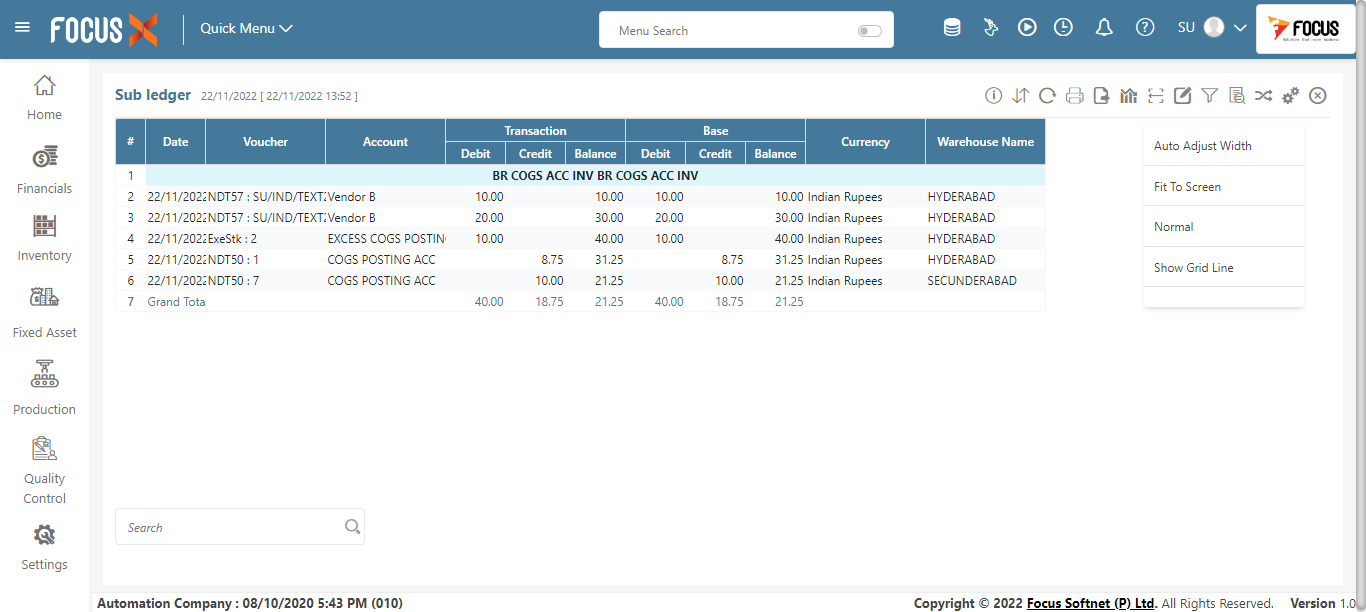 FOCUS X Quick Menu Menu Search SU FOCUS
Home
Financials
Inventory
Fixed Asset
Production
Quality
Control
Settings
Sub ledger 22/11/2022 [ 22/11/2022 13:52 ]
# Date Voucher Account Transaction Base Currency Warehouse Name
Debit Credit Balance Debit Credit Balance
1 BR COGS ACC INV BR COGS ACC INV
2 22/11/2022 NDT57 : SU/IND/TEXT2 Vendor B 10.00 10.00 10.00 10.00 Indian Rupees HYDERABAD
3 22/11/2022 NDT57 : SU/IND/TEXT2 Vendor B 20.00 30.00 20.00 30.00 Indian Rupees HYDERABAD
4 22/11/2022 ExeStk : 2 EXCESS COGS POSTIN 10.00 40.00 10.00 40.00 Indian Rupees HYDERABAD
5 22/11/2022 NDT50 : 1 COGS POSTING ACC 8.75 31.25 8.75 31.25 Indian Rupees HYDERABAD
6 22/11/2022 NDT50 : 7 COGS POSTING ACC 10.00 21.25 10.00 21.25 Indian Rupees SECUNDERABAD
7 Grand Tota 40.00 18.75 21.25 40.00 18.75 21.25
Auto Adjust Width
Fit To Screen
Normal
Show Grid Line
Search
Automation Company : 08/10/2020 5:43 PM (010) Copyright © 2022 Focus Softnet (P) Ltd. All Rights Reserved. Version 1.0